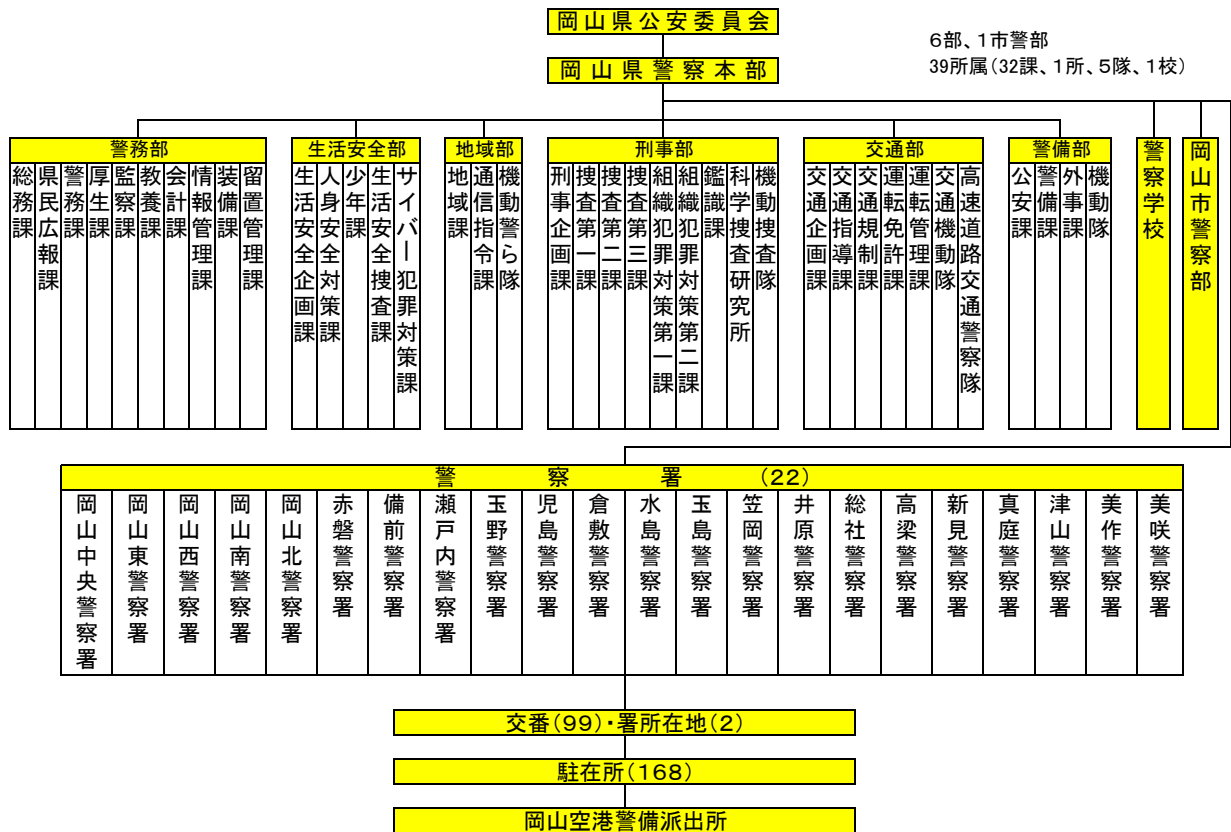 岡山県公安委員会
6部、1市警部
39所属(32課、1所、5隊、1校)
岡山県警察本部
警務部
総務課
県民広報課
警務課
厚生課
監察課
教養課
会計課
情報管理課
装備課
留置管理課
生活安全部
生活安全企画課
人身安全対策課
少年課
生活安全捜査課
サイバー犯罪対策課
地域部
地域課
通信指令課
機動警ら隊
刑事部
刑事企画課
捜査第一課
捜査第二課
捜査第三課
組織犯罪対策第一課
組織犯罪対策第二課
鑑識課
科学捜査研究所
機動捜査隊
交通部
交通企画課
交通指導課
交通規制課
運転免許課
運転管理課
交通機動隊
高速道路交通警察隊
警備部
公安課
警備課
外事課
機動隊
警察学校
岡山市警察部
警察署(22)
岡山中央警察署
岡山東警察署
岡山西警察署
岡山南警察署
岡山北警察署
赤磐警察署
備前警察署
瀬戸内警察署
玉野警察署
児島警察署
倉敷警察署
水島警察署
玉島警察署
笠岡警察署
井原警察署
総社警察署
高梁警察署
新見警察署
真庭警察署
津山警察署
美作警察署
美咲警察署
交番(99)・署所在地(2)
駐在所(168)
岡山空港警備派出所